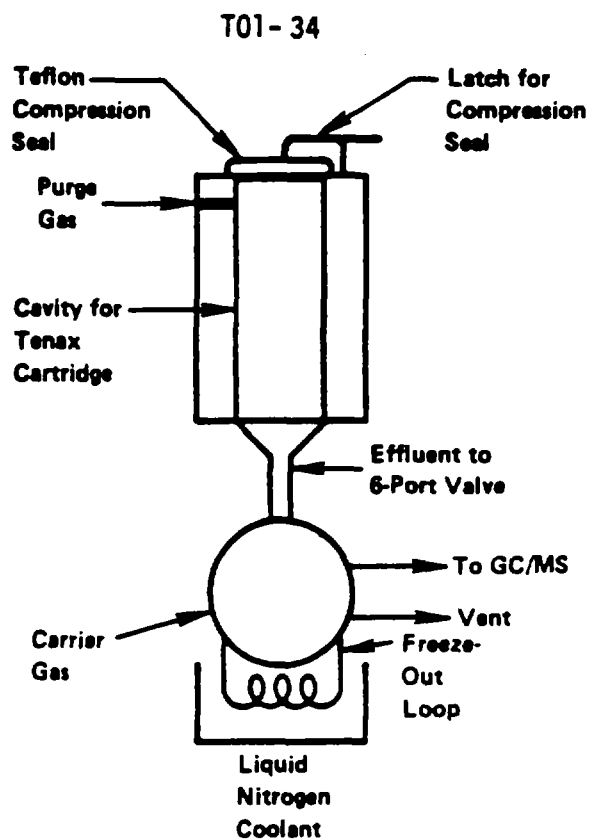 T01-34
Teflon
Compression
Seal
Latch for
Compression
Seal
Purge
Gas
Cavity for
Tenax
Cartridge
Effluent to
6-Port Valve
To GC/MS
Vent
Carrier
Gas
Freeze-
Out
Loop
Liquid
Nitrogen
Coolant